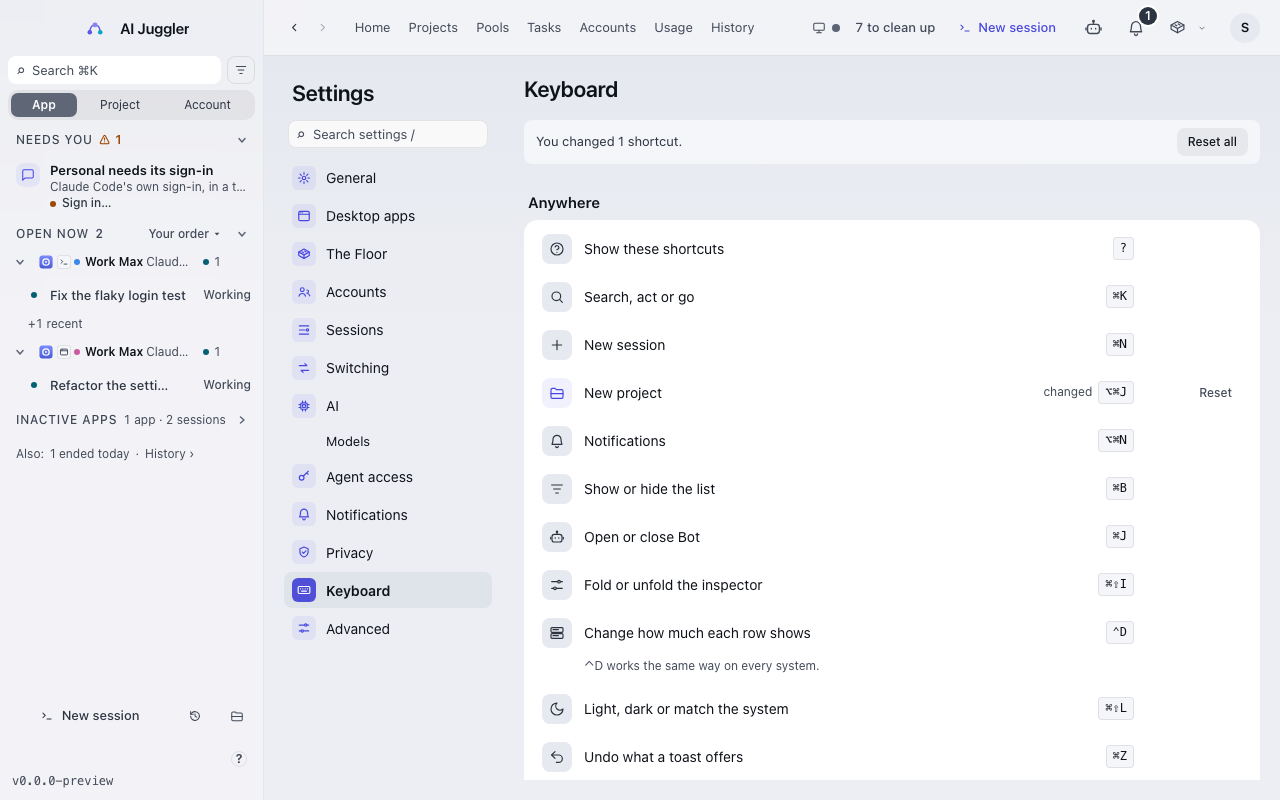 AI Juggler
Search ⌘K
App Project Account
NEEDS YOU 1
Personal needs its sign-in
Claude Code's own sign-in, in a t...
Sign in...
OPEN NOW 2 Your order
Work Max Claud... 1
Fix the flaky login test Working
+1 recent
Work Max Claud... 1
Refactor the setti... Working
INACTIVE APPS 1 app · 2 sessions
Also: 1 ended today · History ›
New session
?
v0.0.0-preview
Home Projects Pools Tasks Accounts Usage History
7 to clean up
New session
1
S
Settings
Search settings /
General
Desktop apps
The Floor
Accounts
Sessions
Switching
AI
Models
Agent access
Notifications
Privacy
Keyboard
Advanced
Keyboard
You changed 1 shortcut. Reset all
Anywhere
Show these shortcuts ?
Search, act or go ⌘K
New session ⌘N
New project changed ⌥⌘J Reset
Notifications ⌥⌘N
Show or hide the list ⌘B
Open or close Bot ⌘J
Fold or unfold the inspector ⌘⇧I
Change how much each row shows ^D
^D works the same way on every system.
Light, dark or match the system ⌘⇧L
Undo what a toast offers ⌘Z